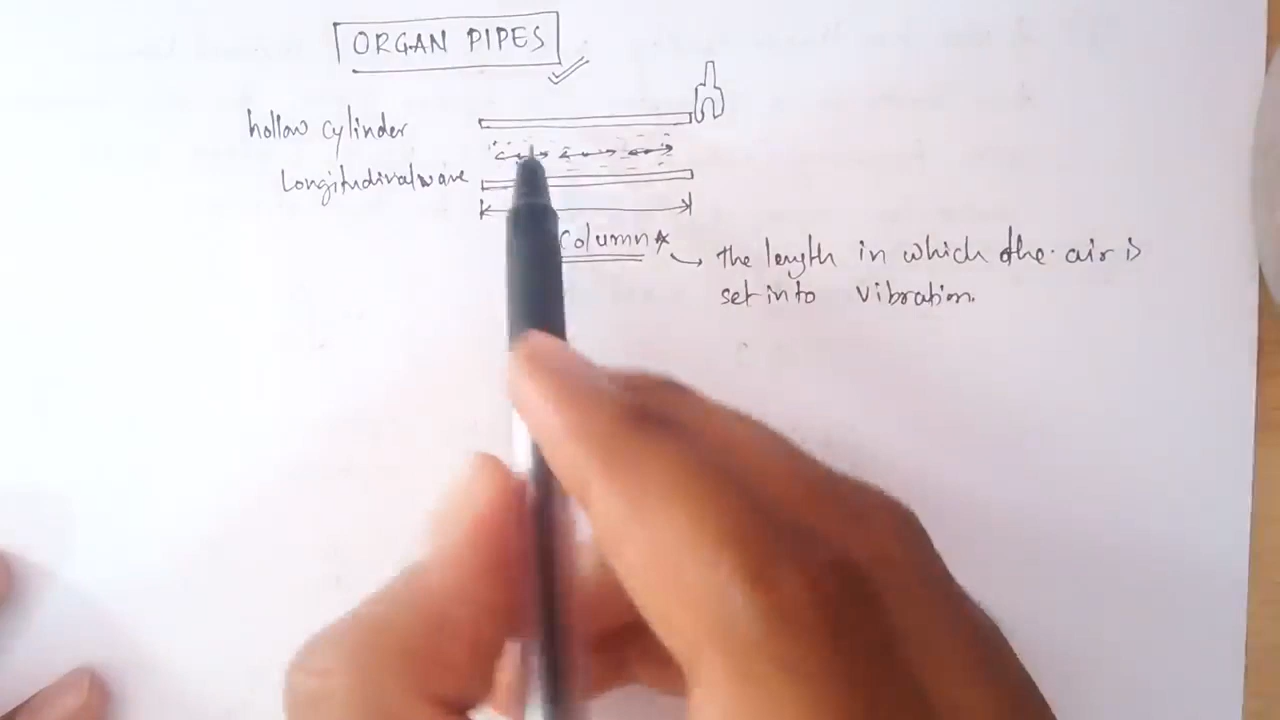 ORGAN PIPES
hollow cylinder
Longitudinal wave
Column
the length in which the air is
set into vibration.